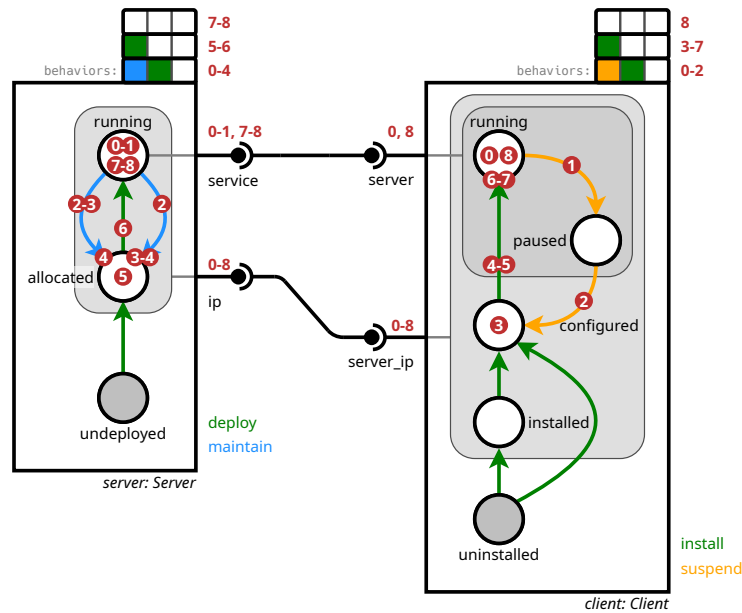 7-8
5-6
behaviors:
0-4
8
3-7
behaviors:
0-2
running
0-1
7-8
2-3
2
6
4
3-4
allocated
5
undeployed
deploy
maintain
server: Server
0-1, 7-8
service
0, 8
server
0-8
ip
0-8
server_ip
running
0
8
6-7
1
paused
4-5
2
3
configured
installed
uninstalled
install
suspend
client: Client